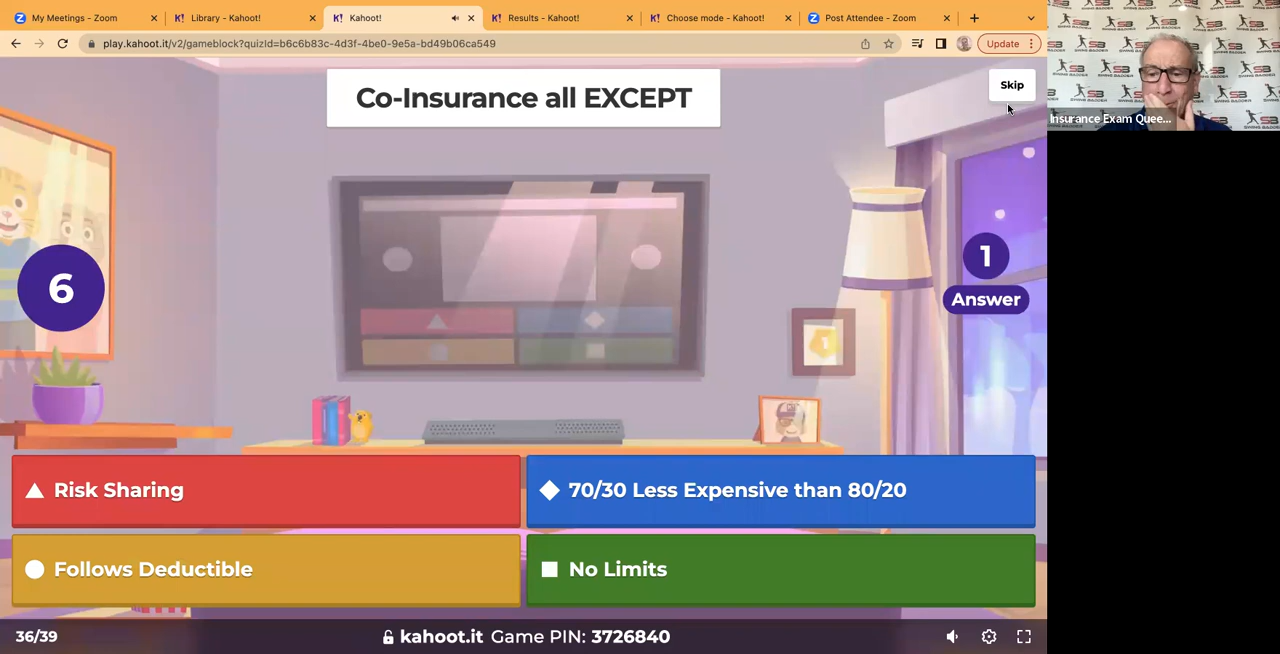 My Meetings - Zoom
Library - Kahoot!
Kahoot!
Results - Kahoot!
Choose mode - Kahoot!
Post Attendee - Zoom
play.kahoot.it/v2/gameblock?quizId=b6c6b83c-4d3f-4be0-9e5a-bd49b06ca549
Update
Co-Insurance all EXCEPT
Skip
6
1
Answer
Risk Sharing
70/30 Less Expensive than 80/20
Follows Deductible
No Limits
36/39
kahoot.it Game PIN: 3726840
Insurance Exam Quee...